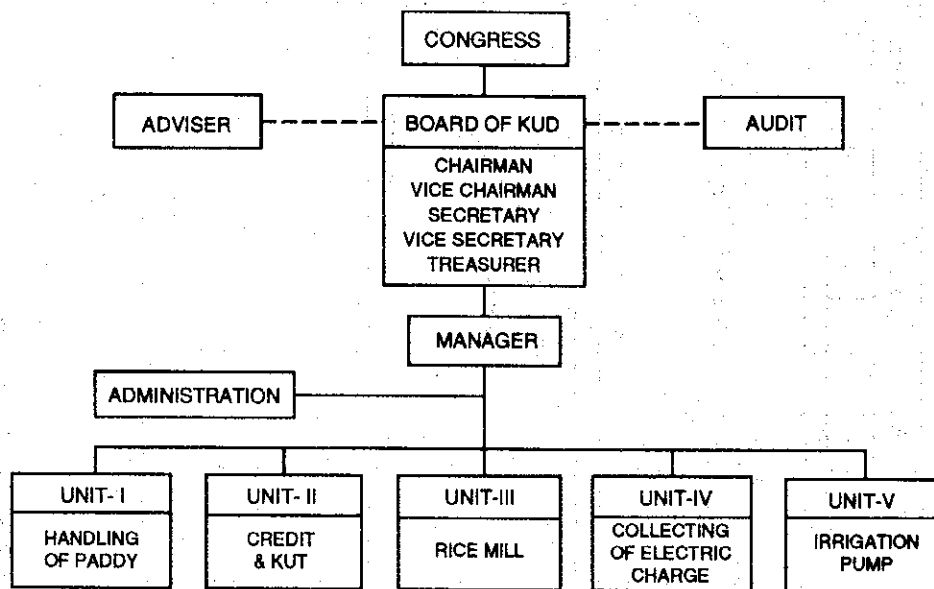 CONGRESS
ADVISER
BOARD OF KUD
AUDIT
CHAIRMAN
VICE CHAIRMAN
SECRETARY
VICE SECRETARY
TREASURER
MANAGER
ADMINISTRATION
UNIT- I
HANDLING
OF PADDY
UNIT- II
CREDIT
& KUT
UNIT-III
RICE MILL
UNIT-IV
COLLECTING
OF ELECTRIC
CHARGE
UNIT-V
IRRIGATION
PUMP